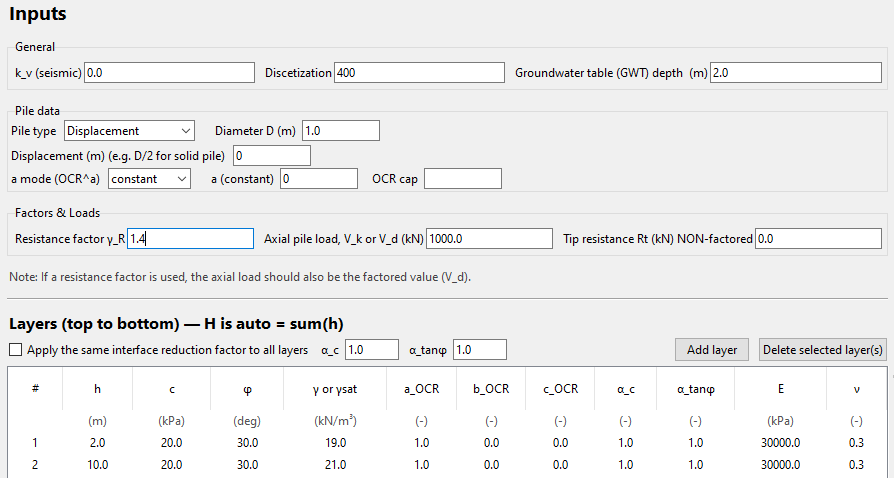 Inputs
General
k_v (seismic) 0.0 Discetization 400 Groundwater table (GWT) depth (m) 2.0
Pile data
Pile type Displacement Diameter D (m) 1.0
Displacement (m) (e.g. D/2 for solid pile) 0
a mode (OCR^a) constant a (constant) 0 OCR cap
Factors & Loads
Resistance factor γ_R 1.4 Axial pile load, V_k or V_d (kN) 1000.0 Tip resistance Rt (kN) NON-factored 0.0
Note: If a resistance factor is used, the axial load should also be the factored value (V_d).
Layers (top to bottom) — H is auto = sum(h)
Apply the same interface reduction factor to all layers α_c 1.0 α_tanφ 1.0 Add layer Delete selected layer(s)
# h c φ γ or γsat a_OCR b_OCR c_OCR α_c α_tanφ E ν
(m) (kPa) (deg) (kN/m³) (-) (-) (-) (-) (-) (kPa) (-)
1 2.0 20.0 30.0 19.0 1.0 0.0 0.0 1.0 1.0 30000.0 0.3
2 10.0 20.0 30.0 21.0 1.0 0.0 0.0 1.0 1.0 30000.0 0.3